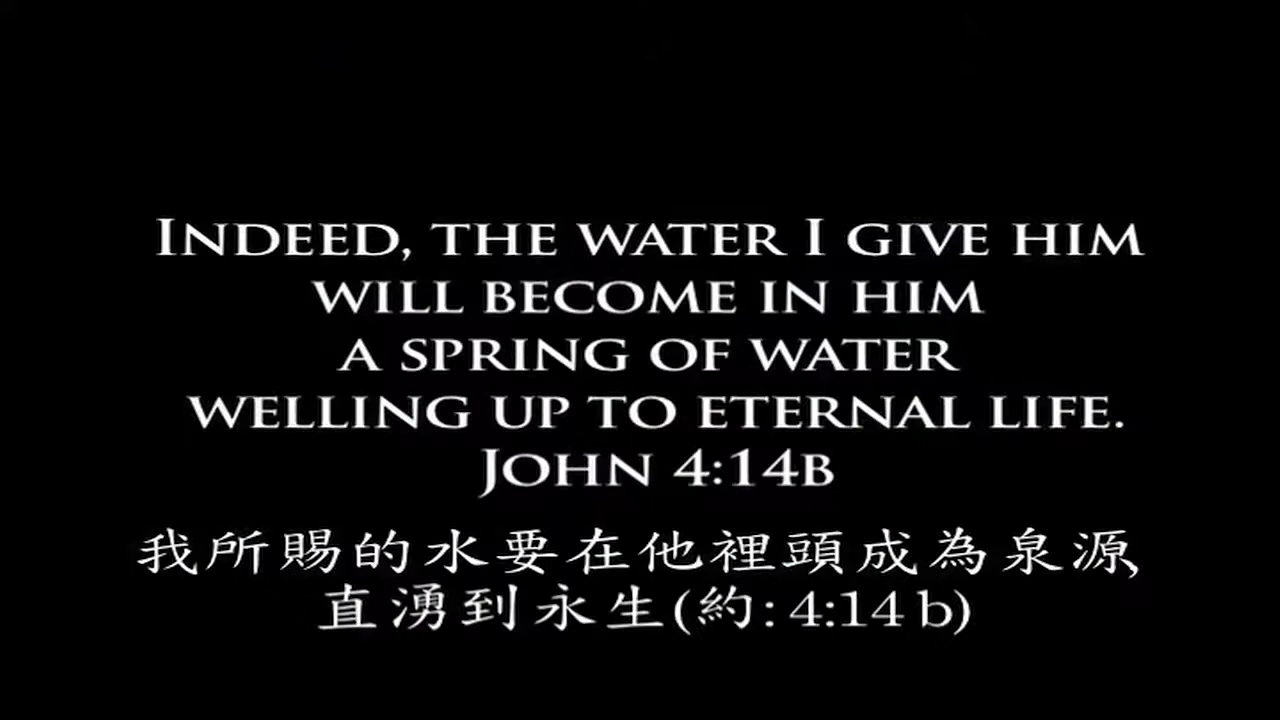 Indeed, the water I give him
will become in him
a spring of water
welling up to eternal life.
John 4:14b
我所賜的水要在他裡頭成為泉源,
直湧到永生(約: 4:14 b)